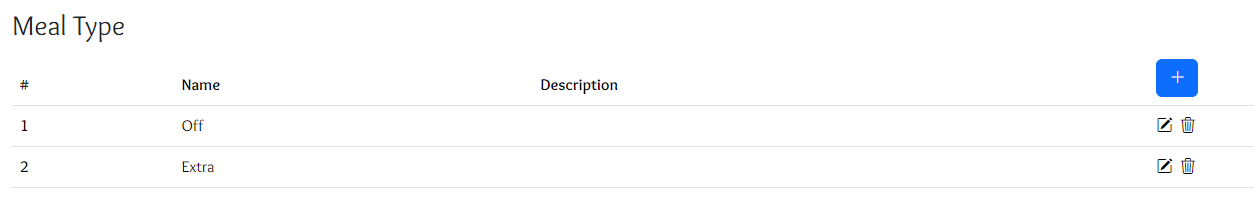 Meal Type
# Name Description +
1 Off
2 Extra